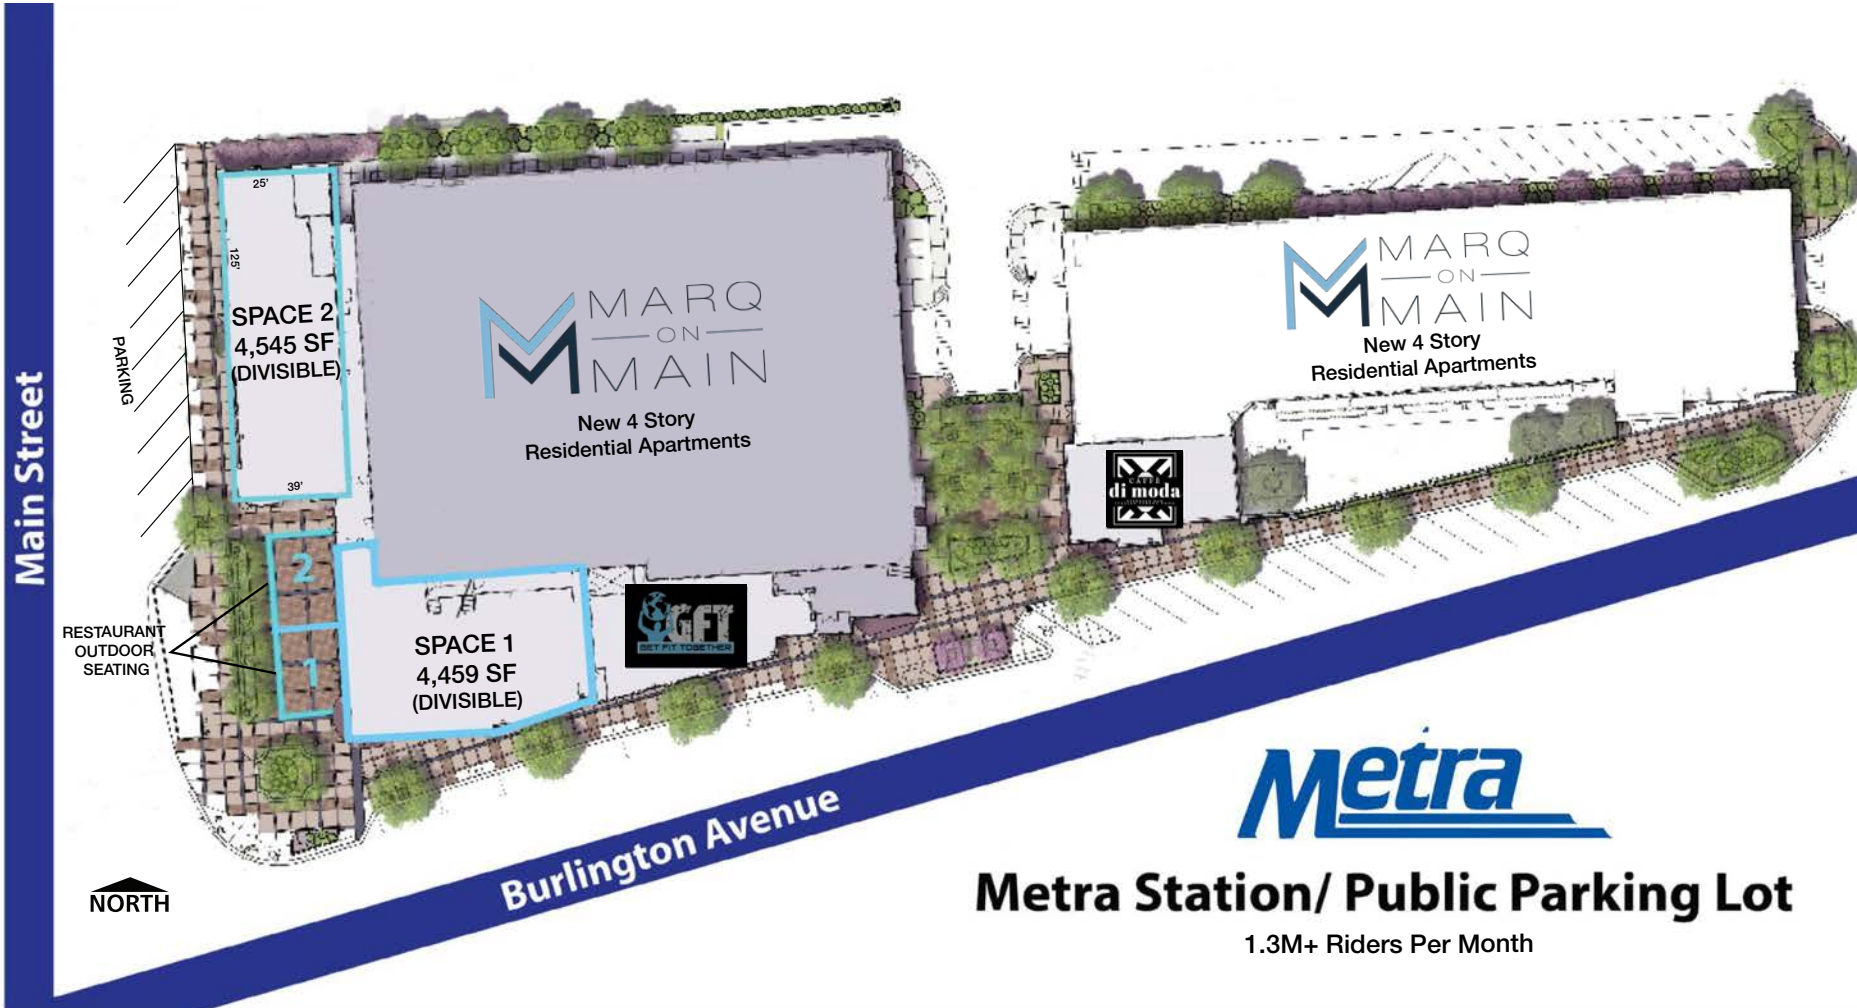 Main Street
PARKING
25'
125'
SPACE 2
4,545 SF
(DIVISIBLE)
39'
MARQ
ON
MAIN
New 4 Story
Residential Apartments
MARQ
ON
MAIN
New 4 Story
Residential Apartments
CAFFÈ
di moda
2
1
RESTAURANT
OUTDOOR
SEATING
SPACE 1
4,459 SF
(DIVISIBLE)
GFT
GET FIT TOGETHER
Burlington Avenue
NORTH
Metra
Metra Station/ Public Parking Lot
1.3M+ Riders Per Month